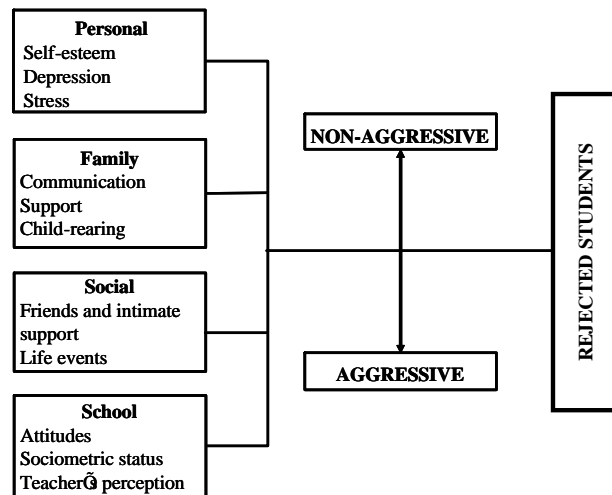 Personal
Self-esteem
Depression
Stress
Family
Communication
Support
Child-rearing
Social
Friends and intimate
support
Life events
School
Attitudes
Sociometric status
TeacherÕs perception
NON-AGGRESSIVE
AGGRESSIVE
REJECTED STUDENTS